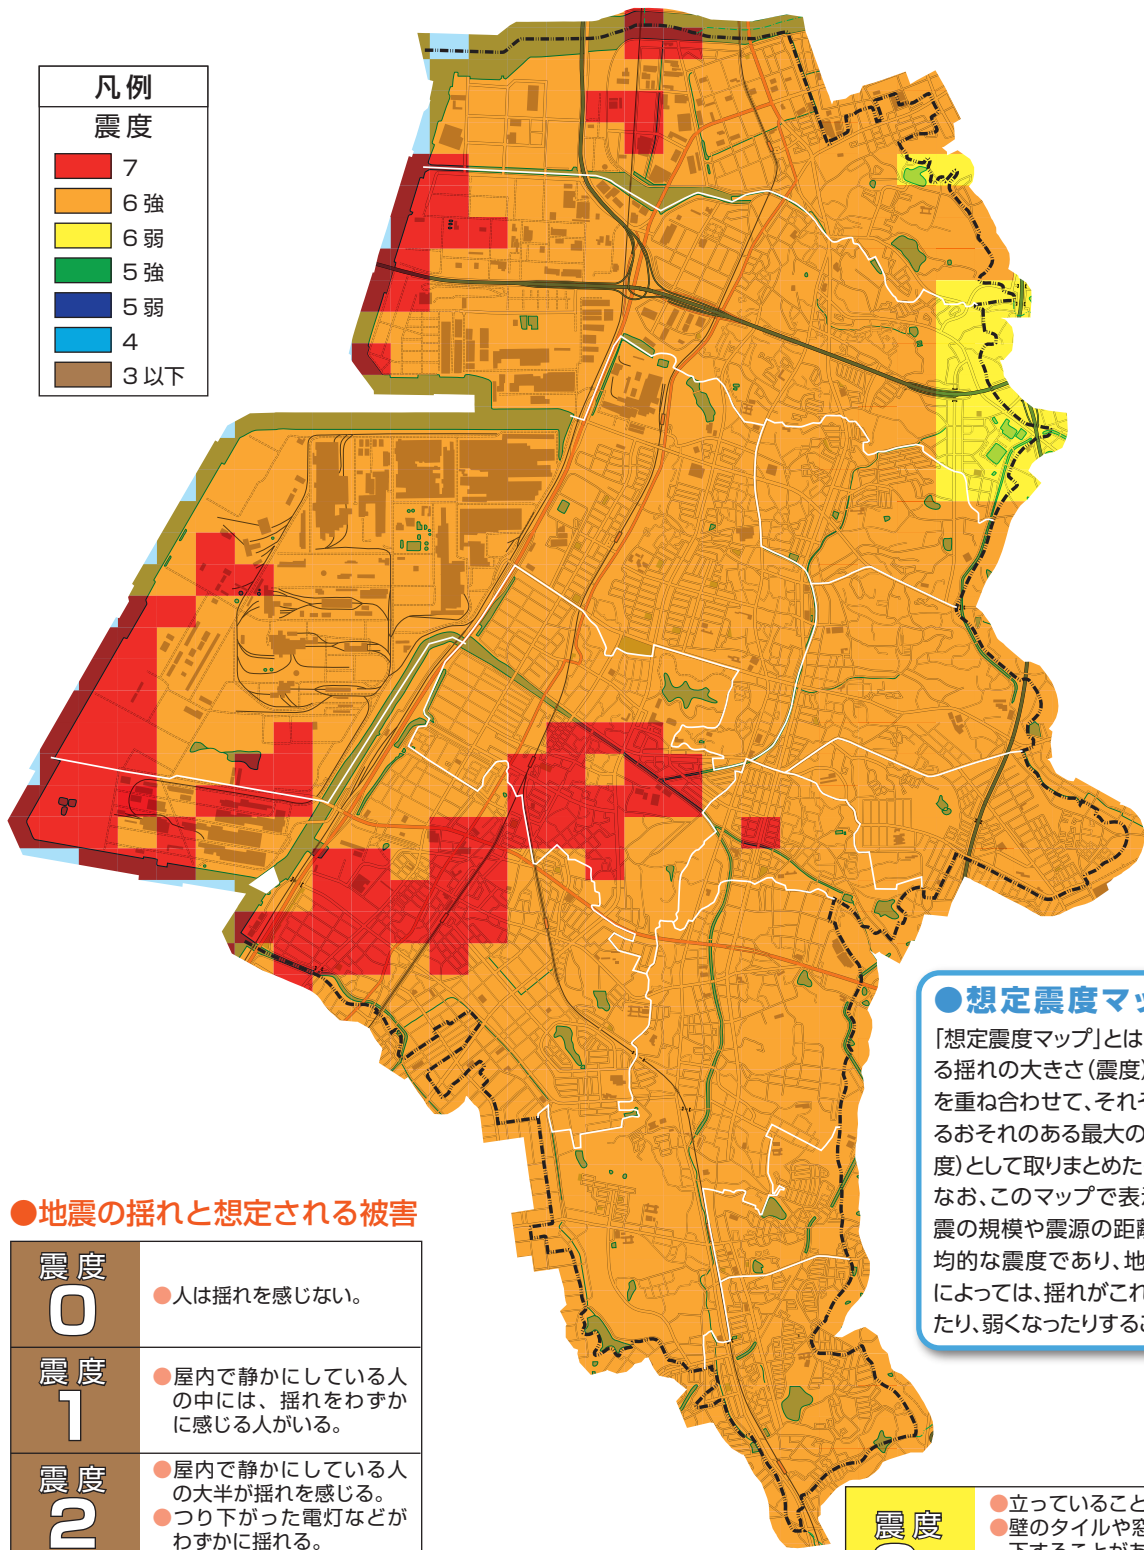 凡例
震度
7
6強
6弱
5強
5弱
4
3以下
●想定震度マッ
「想定震度マップ」とは
る揺れの大きさ(震度)
を重ね合わせて、それぞ
るおそれのある最大の
度)として取りまとめた
なお、このマップで表
震の規模や震源の距離
均的な震度であり、地
によっては、揺れがこれ
たり、弱くなったりするこ
●地震の揺れと想定される被害
震度
0
●人は揺れを感じない。
震度
1
●屋内で静かにしている人
の中には、揺れをわずか
に感じる人がいる。
震度
2
●屋内で静かにしている人
の大半が揺れを感じる。
●つり下がった電灯などが
わずかに揺れる。
震度
●立っていること
●壁のタイルや窓